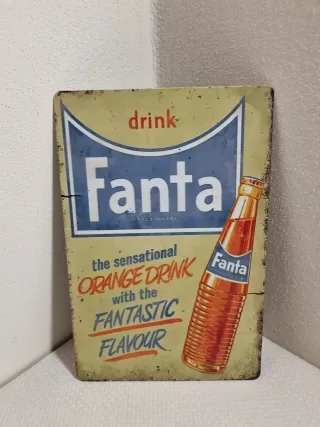 drink
Fanta
the sensational
ORANGE DRINK
with the
FANTASTIC
FLAVOUR
Fanta